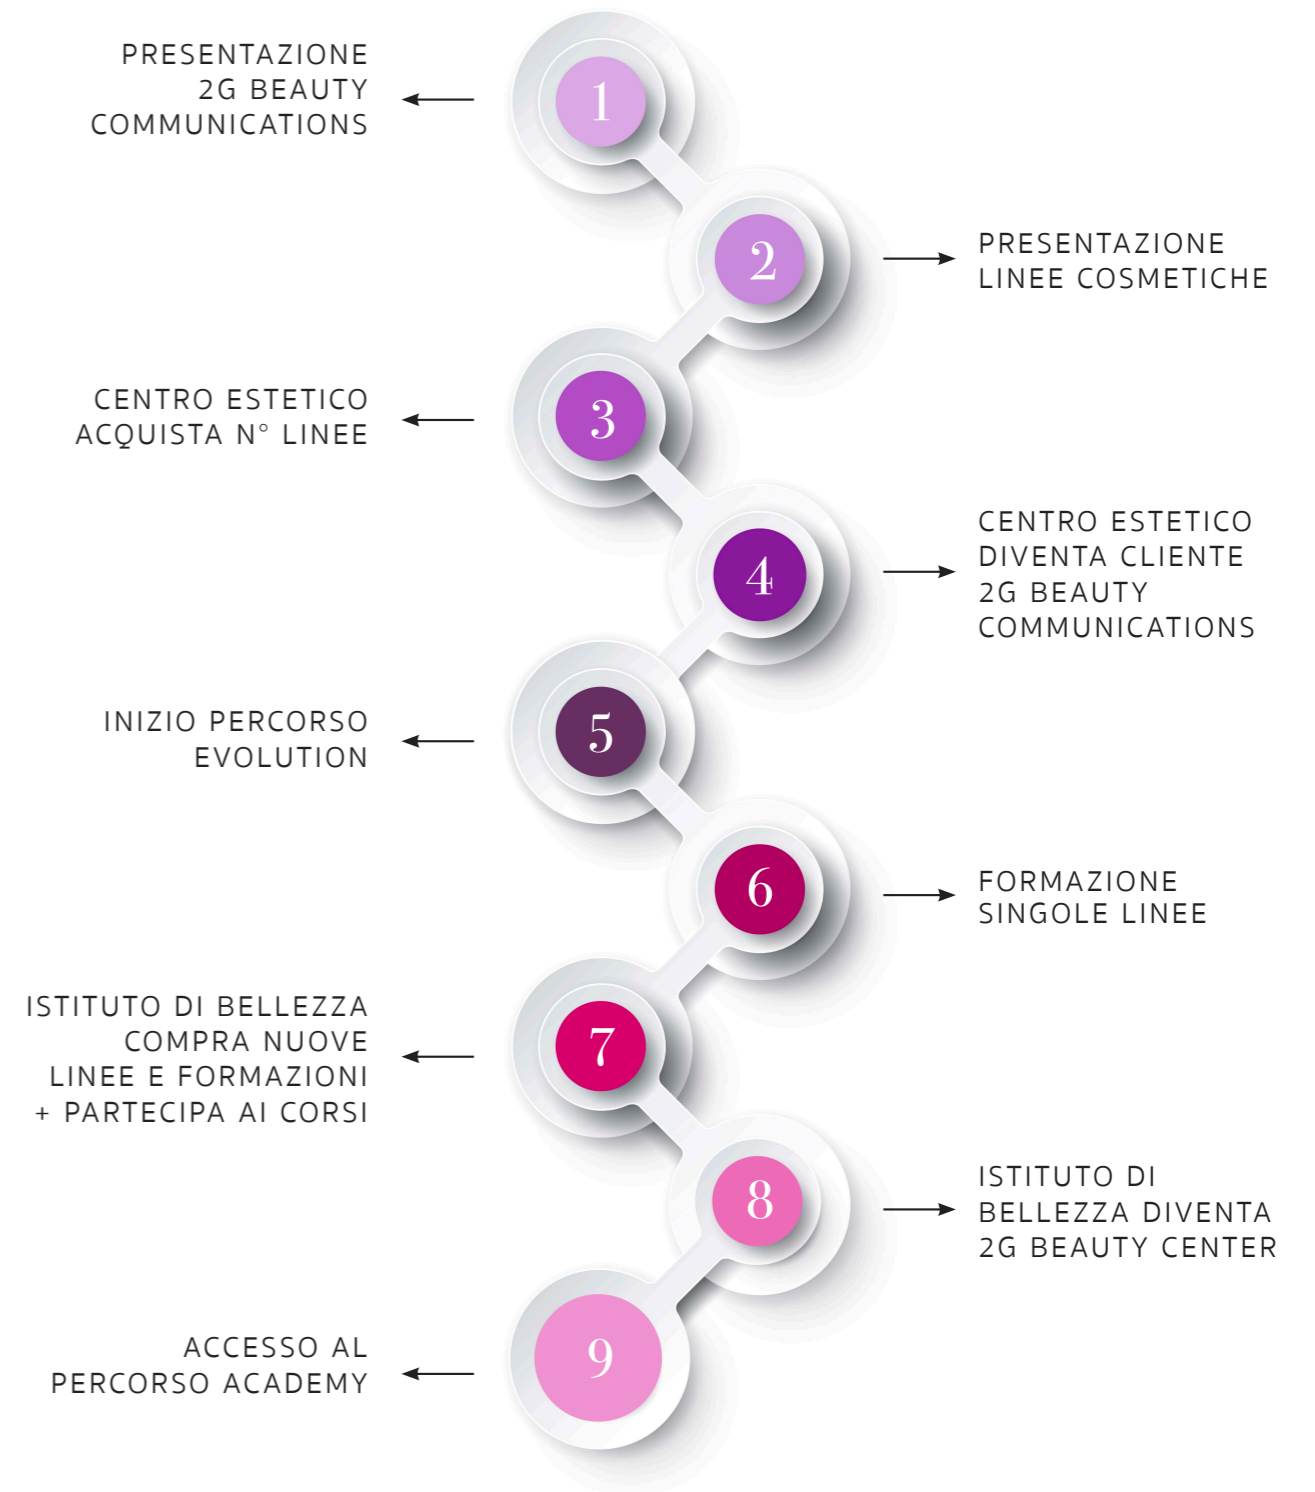 PRESENTAZIONE
2G BEAUTY
COMMUNICATIONS
1
2
PRESENTAZIONE
LINEE COSMETICHE
CENTRO ESTETICO
ACQUISTA N° LINEE
3
4
CENTRO ESTETICO
DIVENTA CLIENTE
2G BEAUTY
COMMUNICATIONS
INIZIO PERCORSO
EVOLUTION
5
6
FORMAZIONE
SINGOLE LINEE
ISTITUTO DI BELLEZZA
COMPRA NUOVE
LINEE E FORMAZIONI
+ PARTECIPA AI CORSI
7
8
ISTITUTO DI
BELLEZZA DIVENTA
2G BEAUTY CENTER
ACCESSO AL
PERCORSO ACADEMY
9